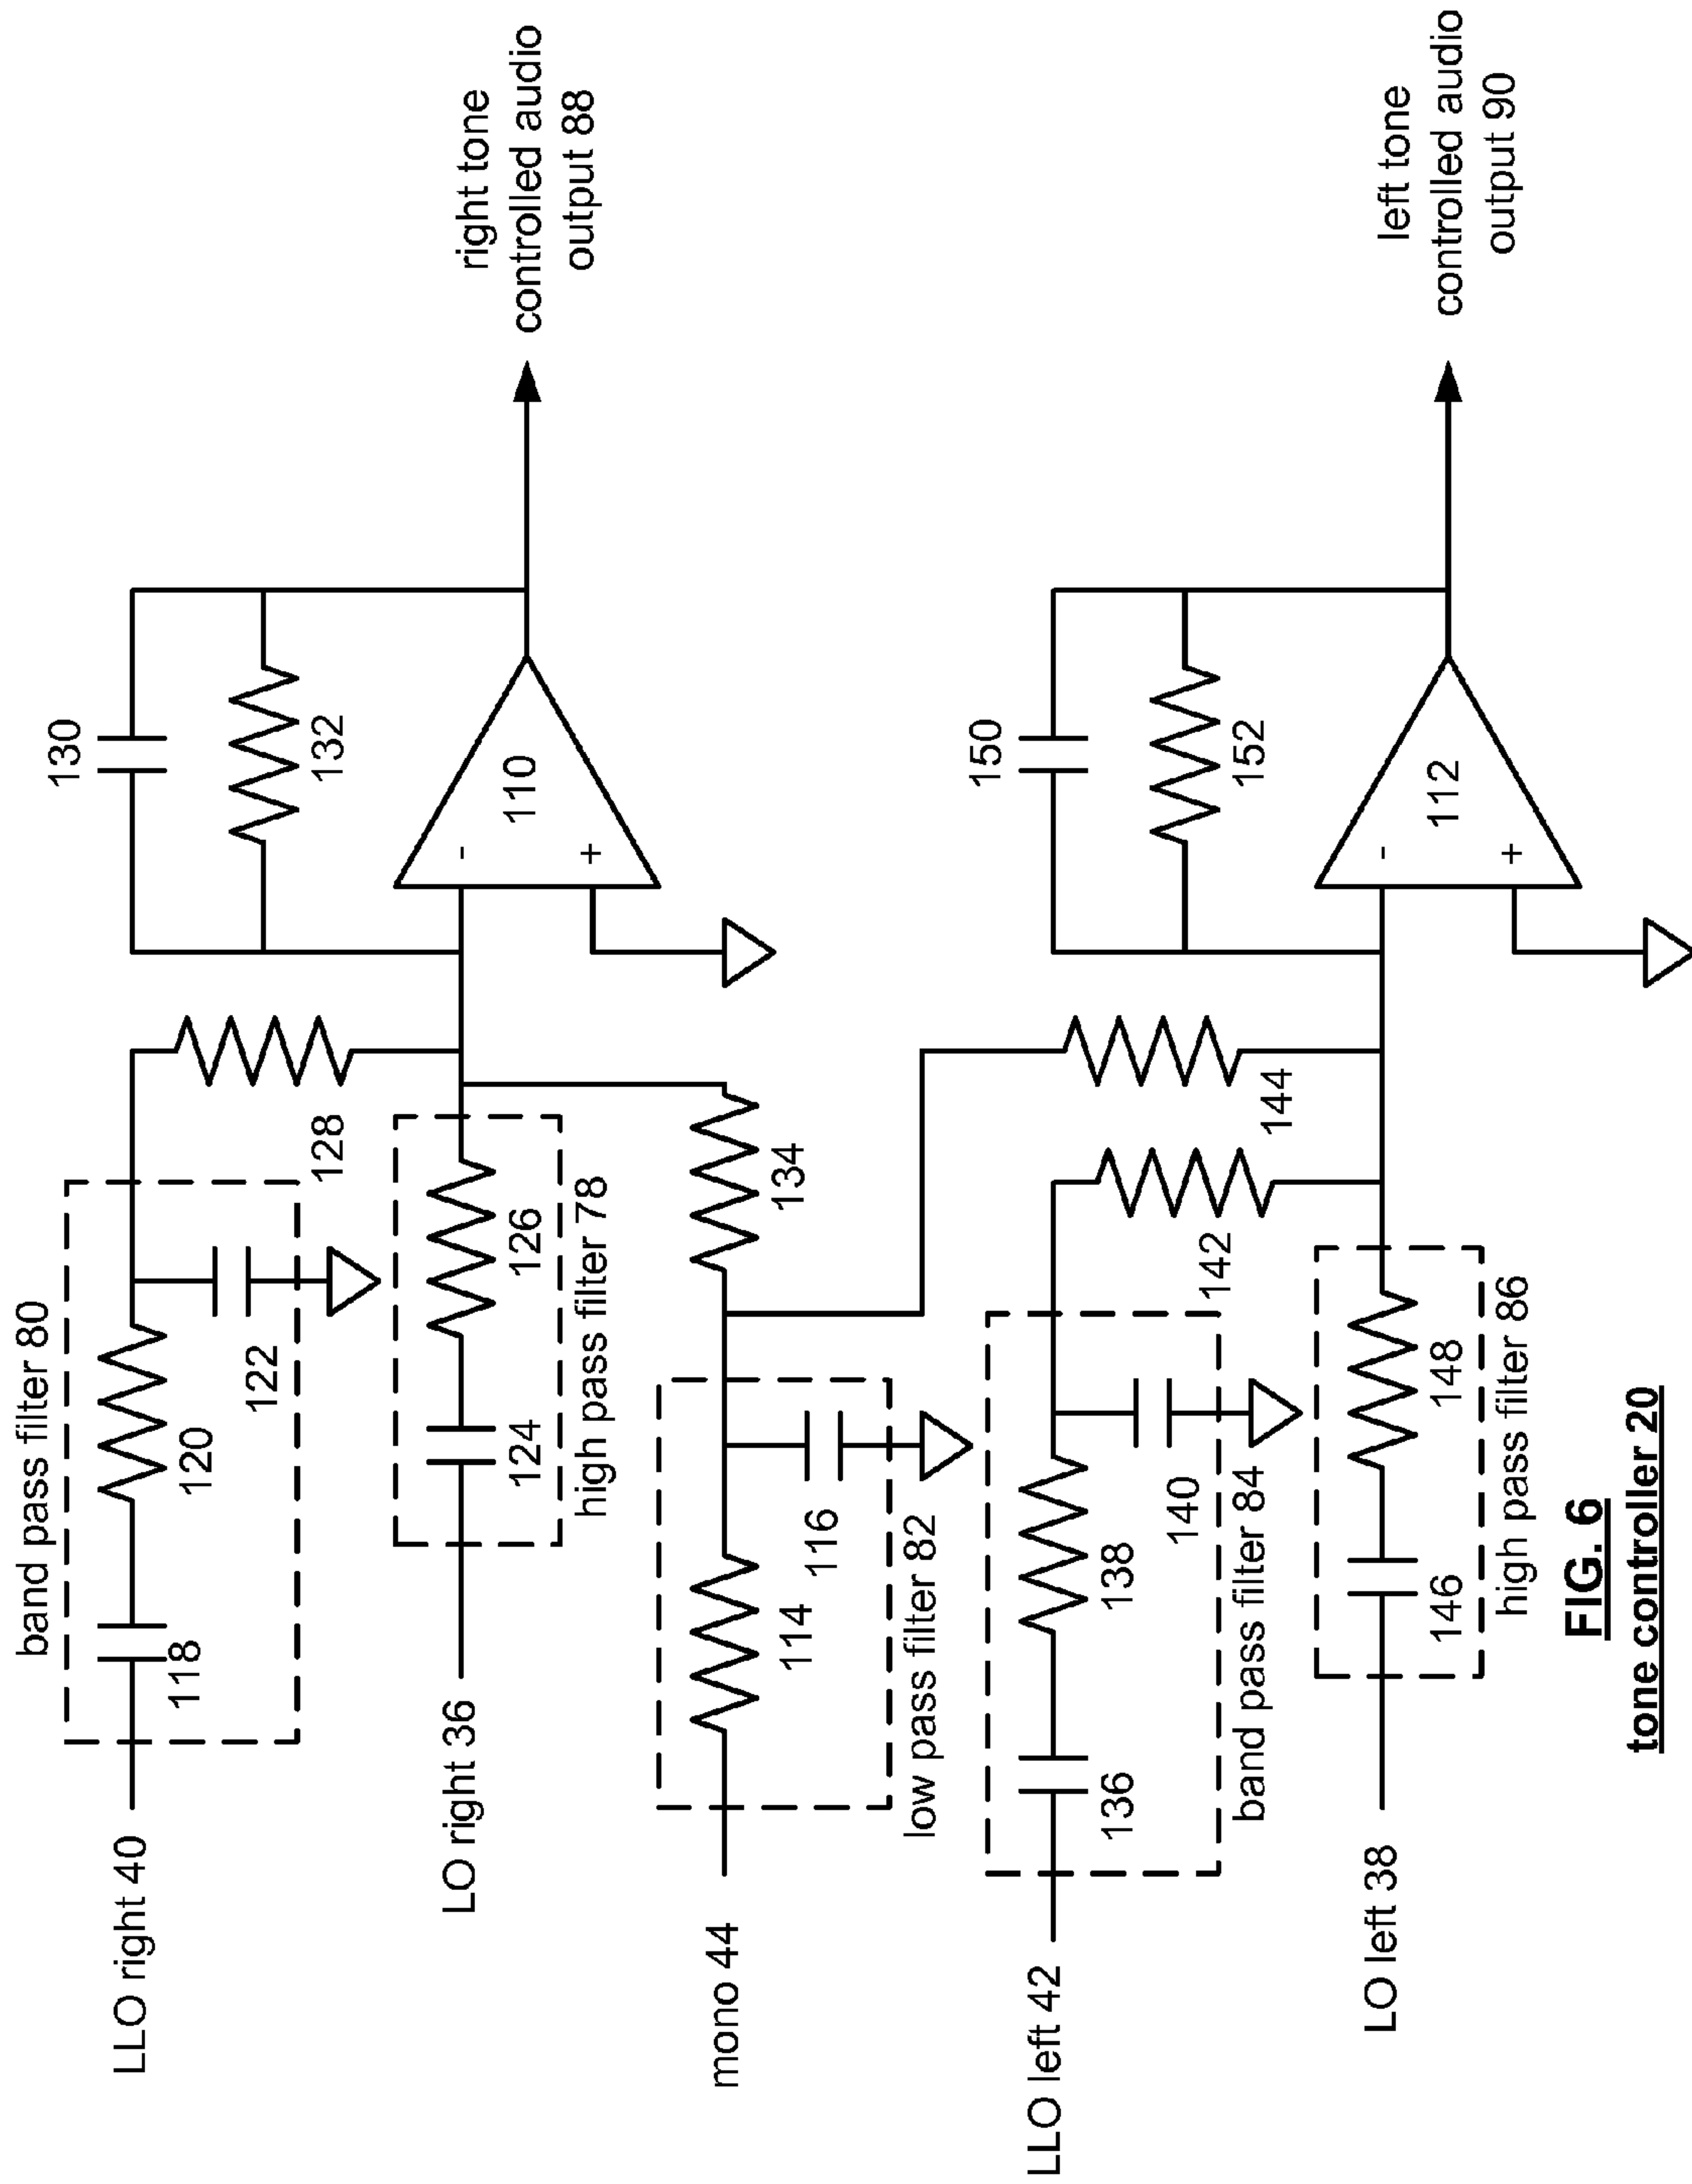 band pass filter 80
LLO right 40
118
120
122
128
130
132
LO right 36
124
126
high pass filter 78
-
+
110
right tone
controlled audio
output 88
mono 44
114
116
134
low pass filter 82
LLO left 42
136
138
140
142
144
band pass filter 84
150
152
LO left 38
146
148
high pass filter 86
-
+
112
left tone
controlled audio
output 90
FIG. 6
tone controller 20